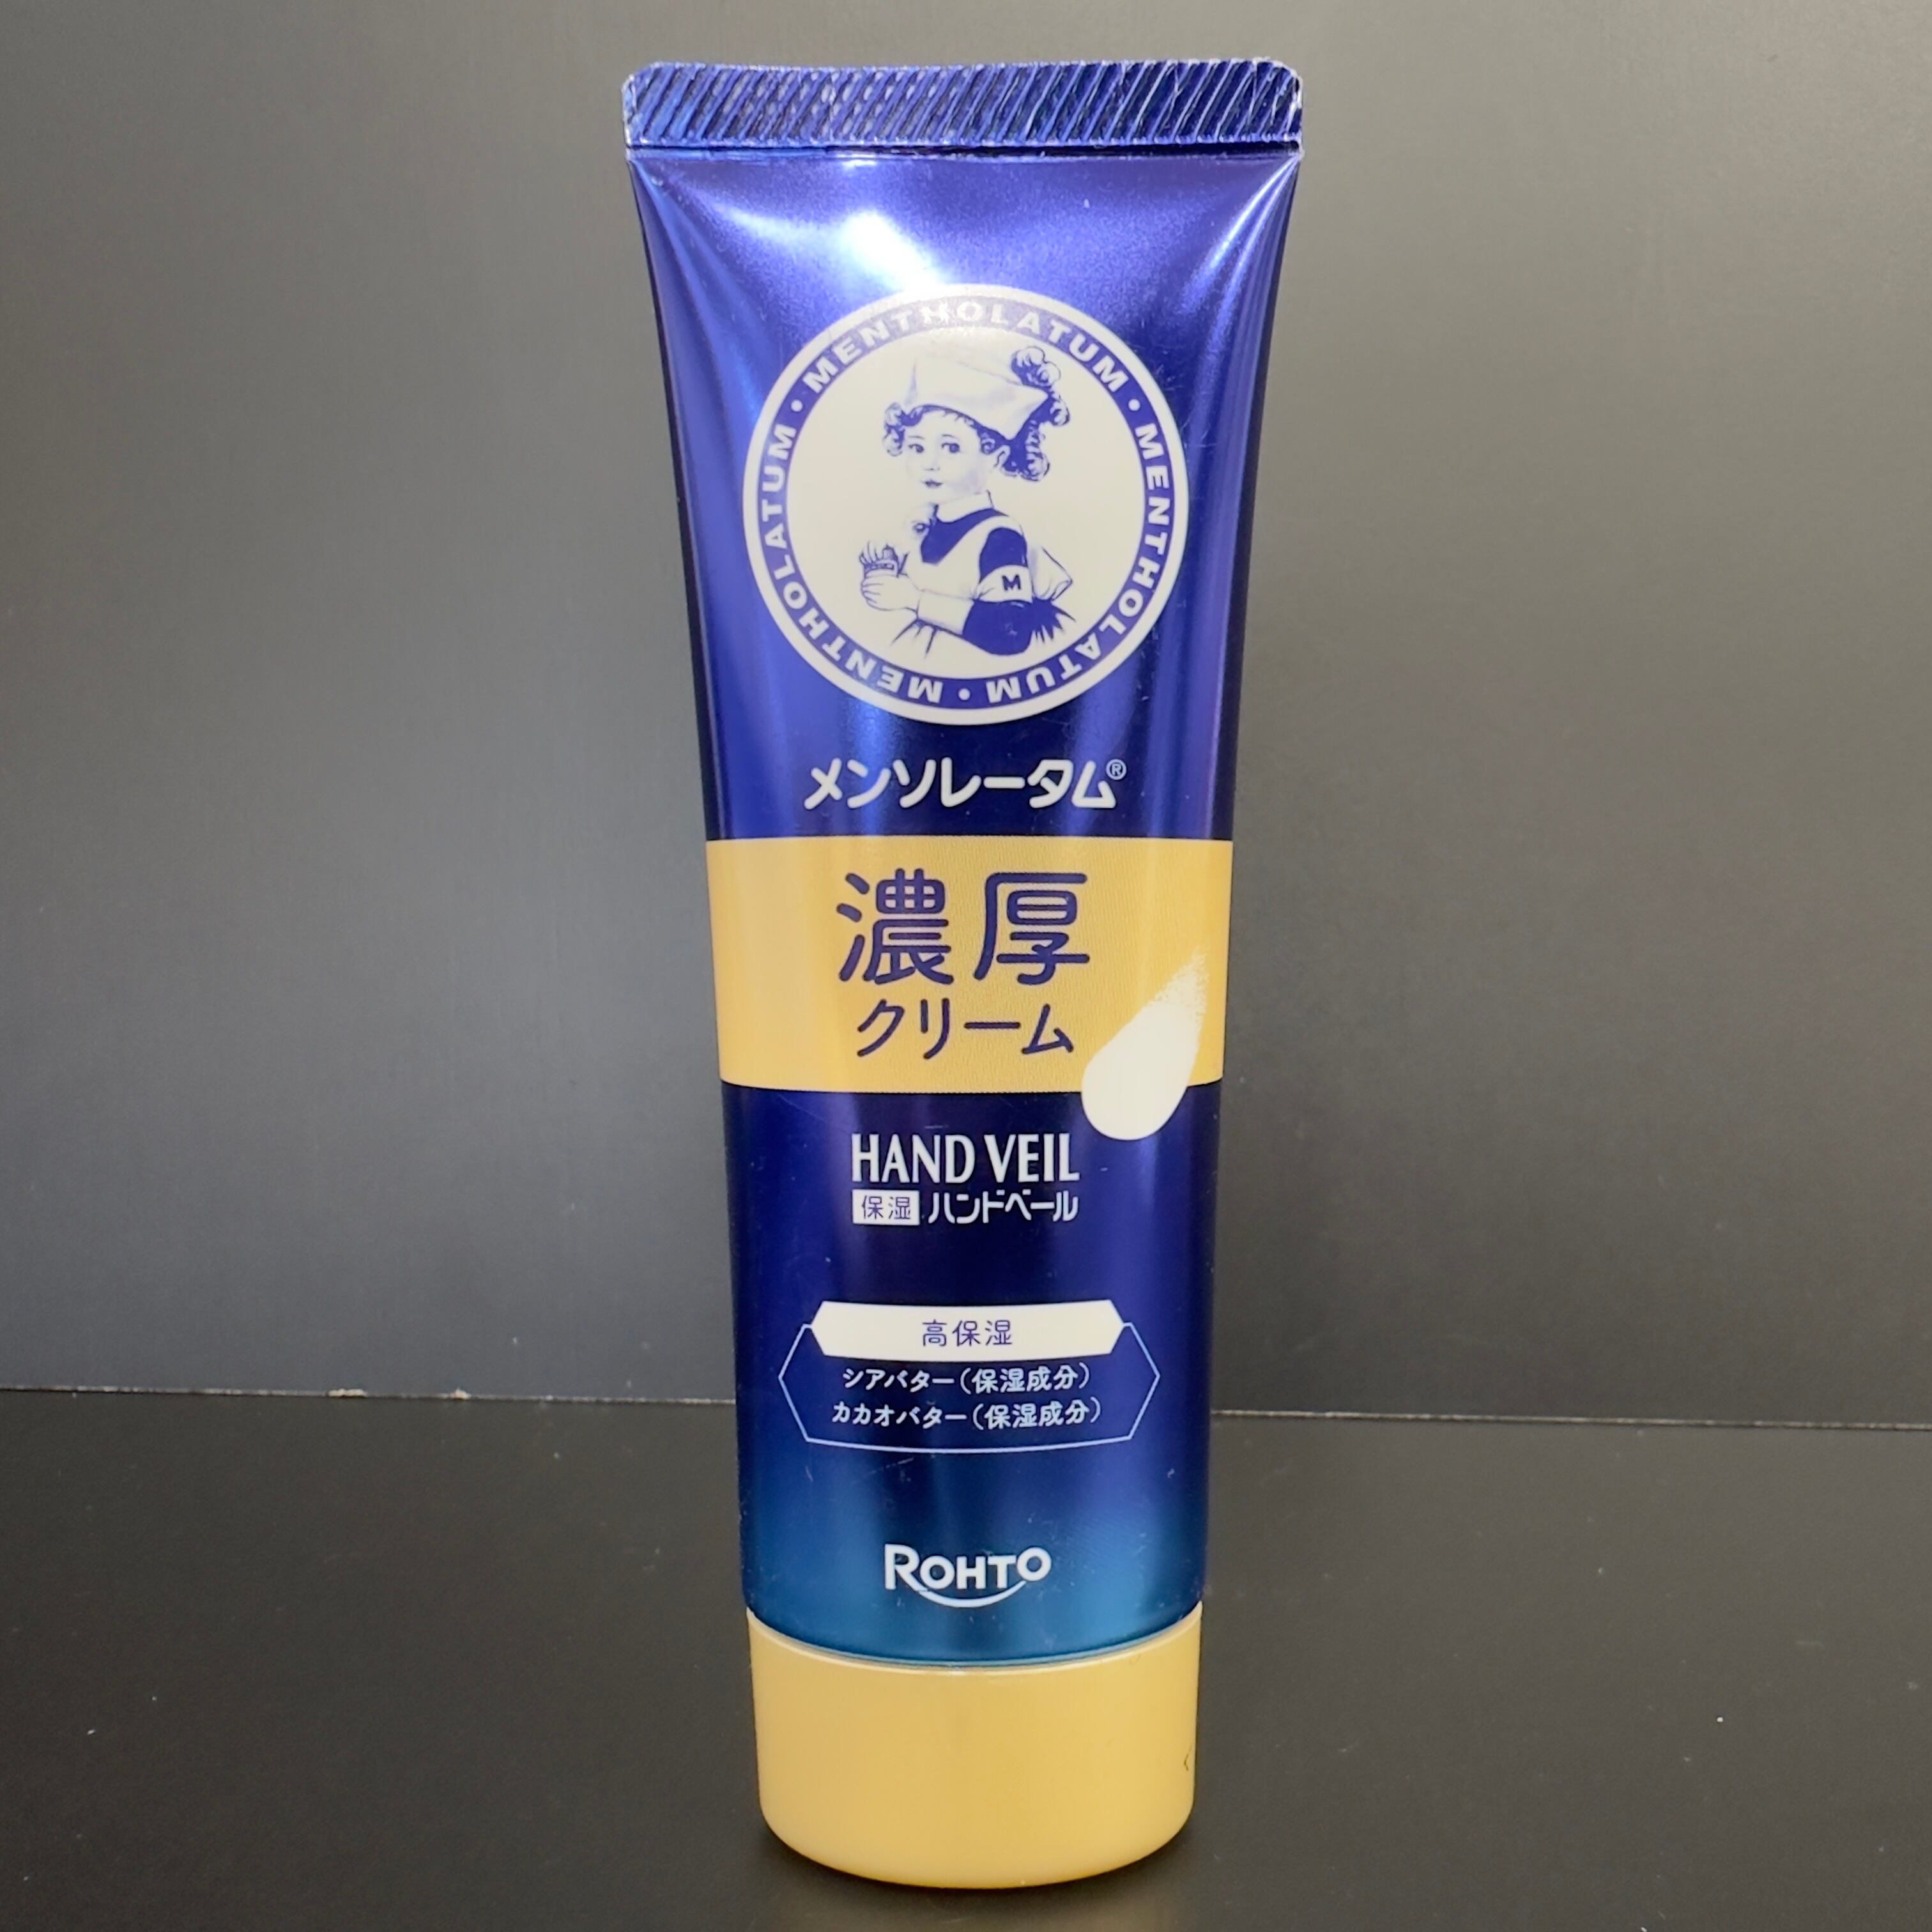 MENTHOLATUM • MENTHOLATUM • MENTHOLATUM •
M
メンソレータム®
濃厚
クリーム
HAND VEIL
保湿 ハンドベール
高保湿
シアバター（保湿成分）
カカオバター（保湿成分）
ROHTO